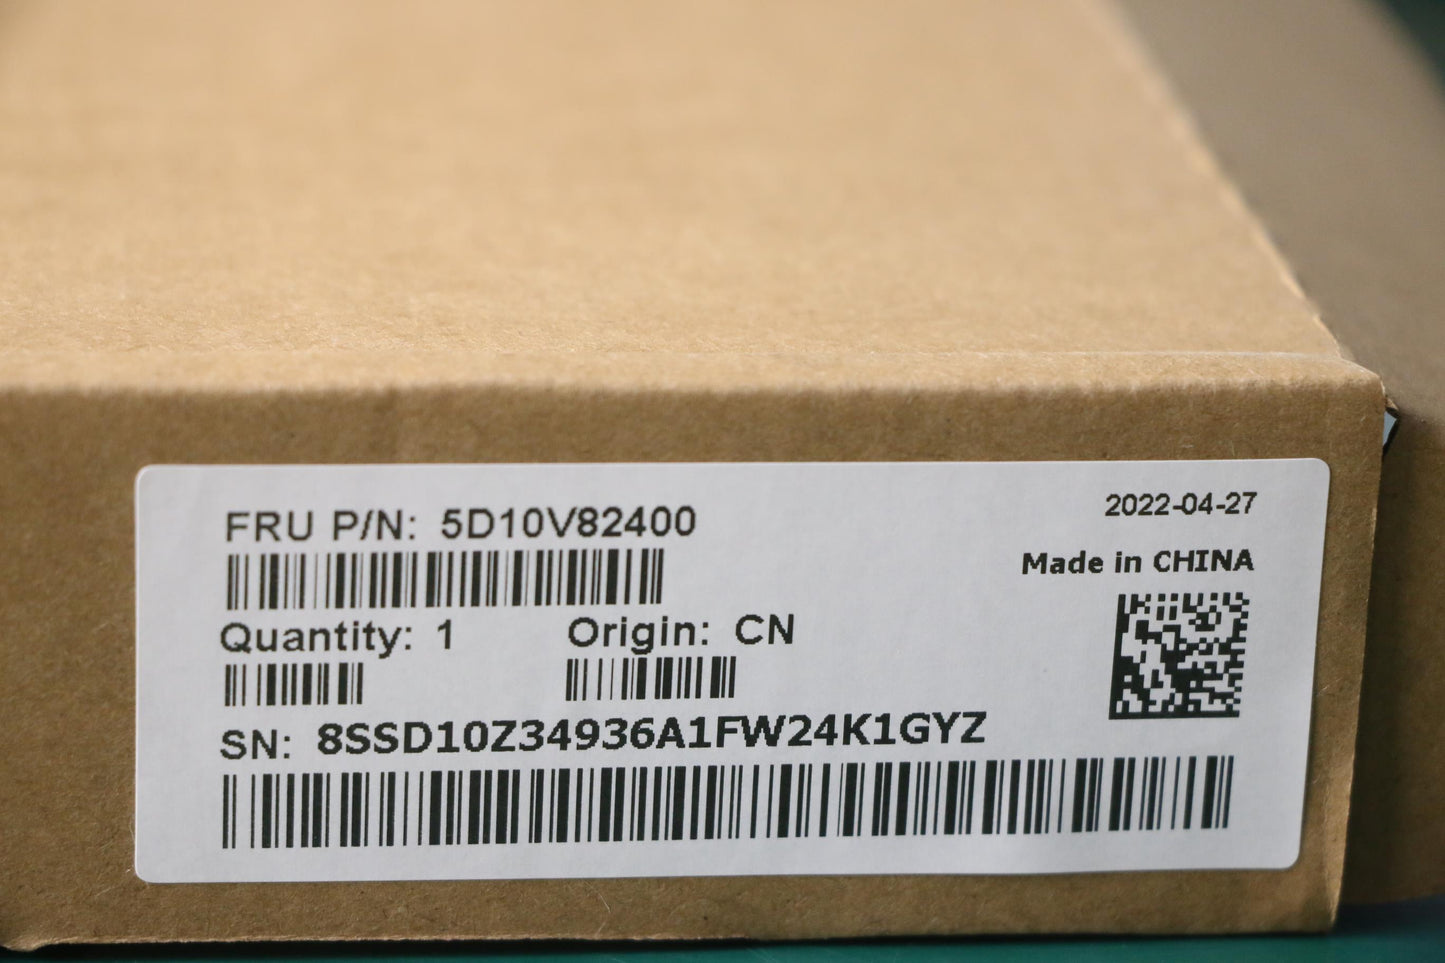 FRU P/N: 5D10V82400
2022-04-27
Made in CHINA
Quantity: 1 Origin: CN
SN: 8SSD10Z34936A1FW24K1GYZ